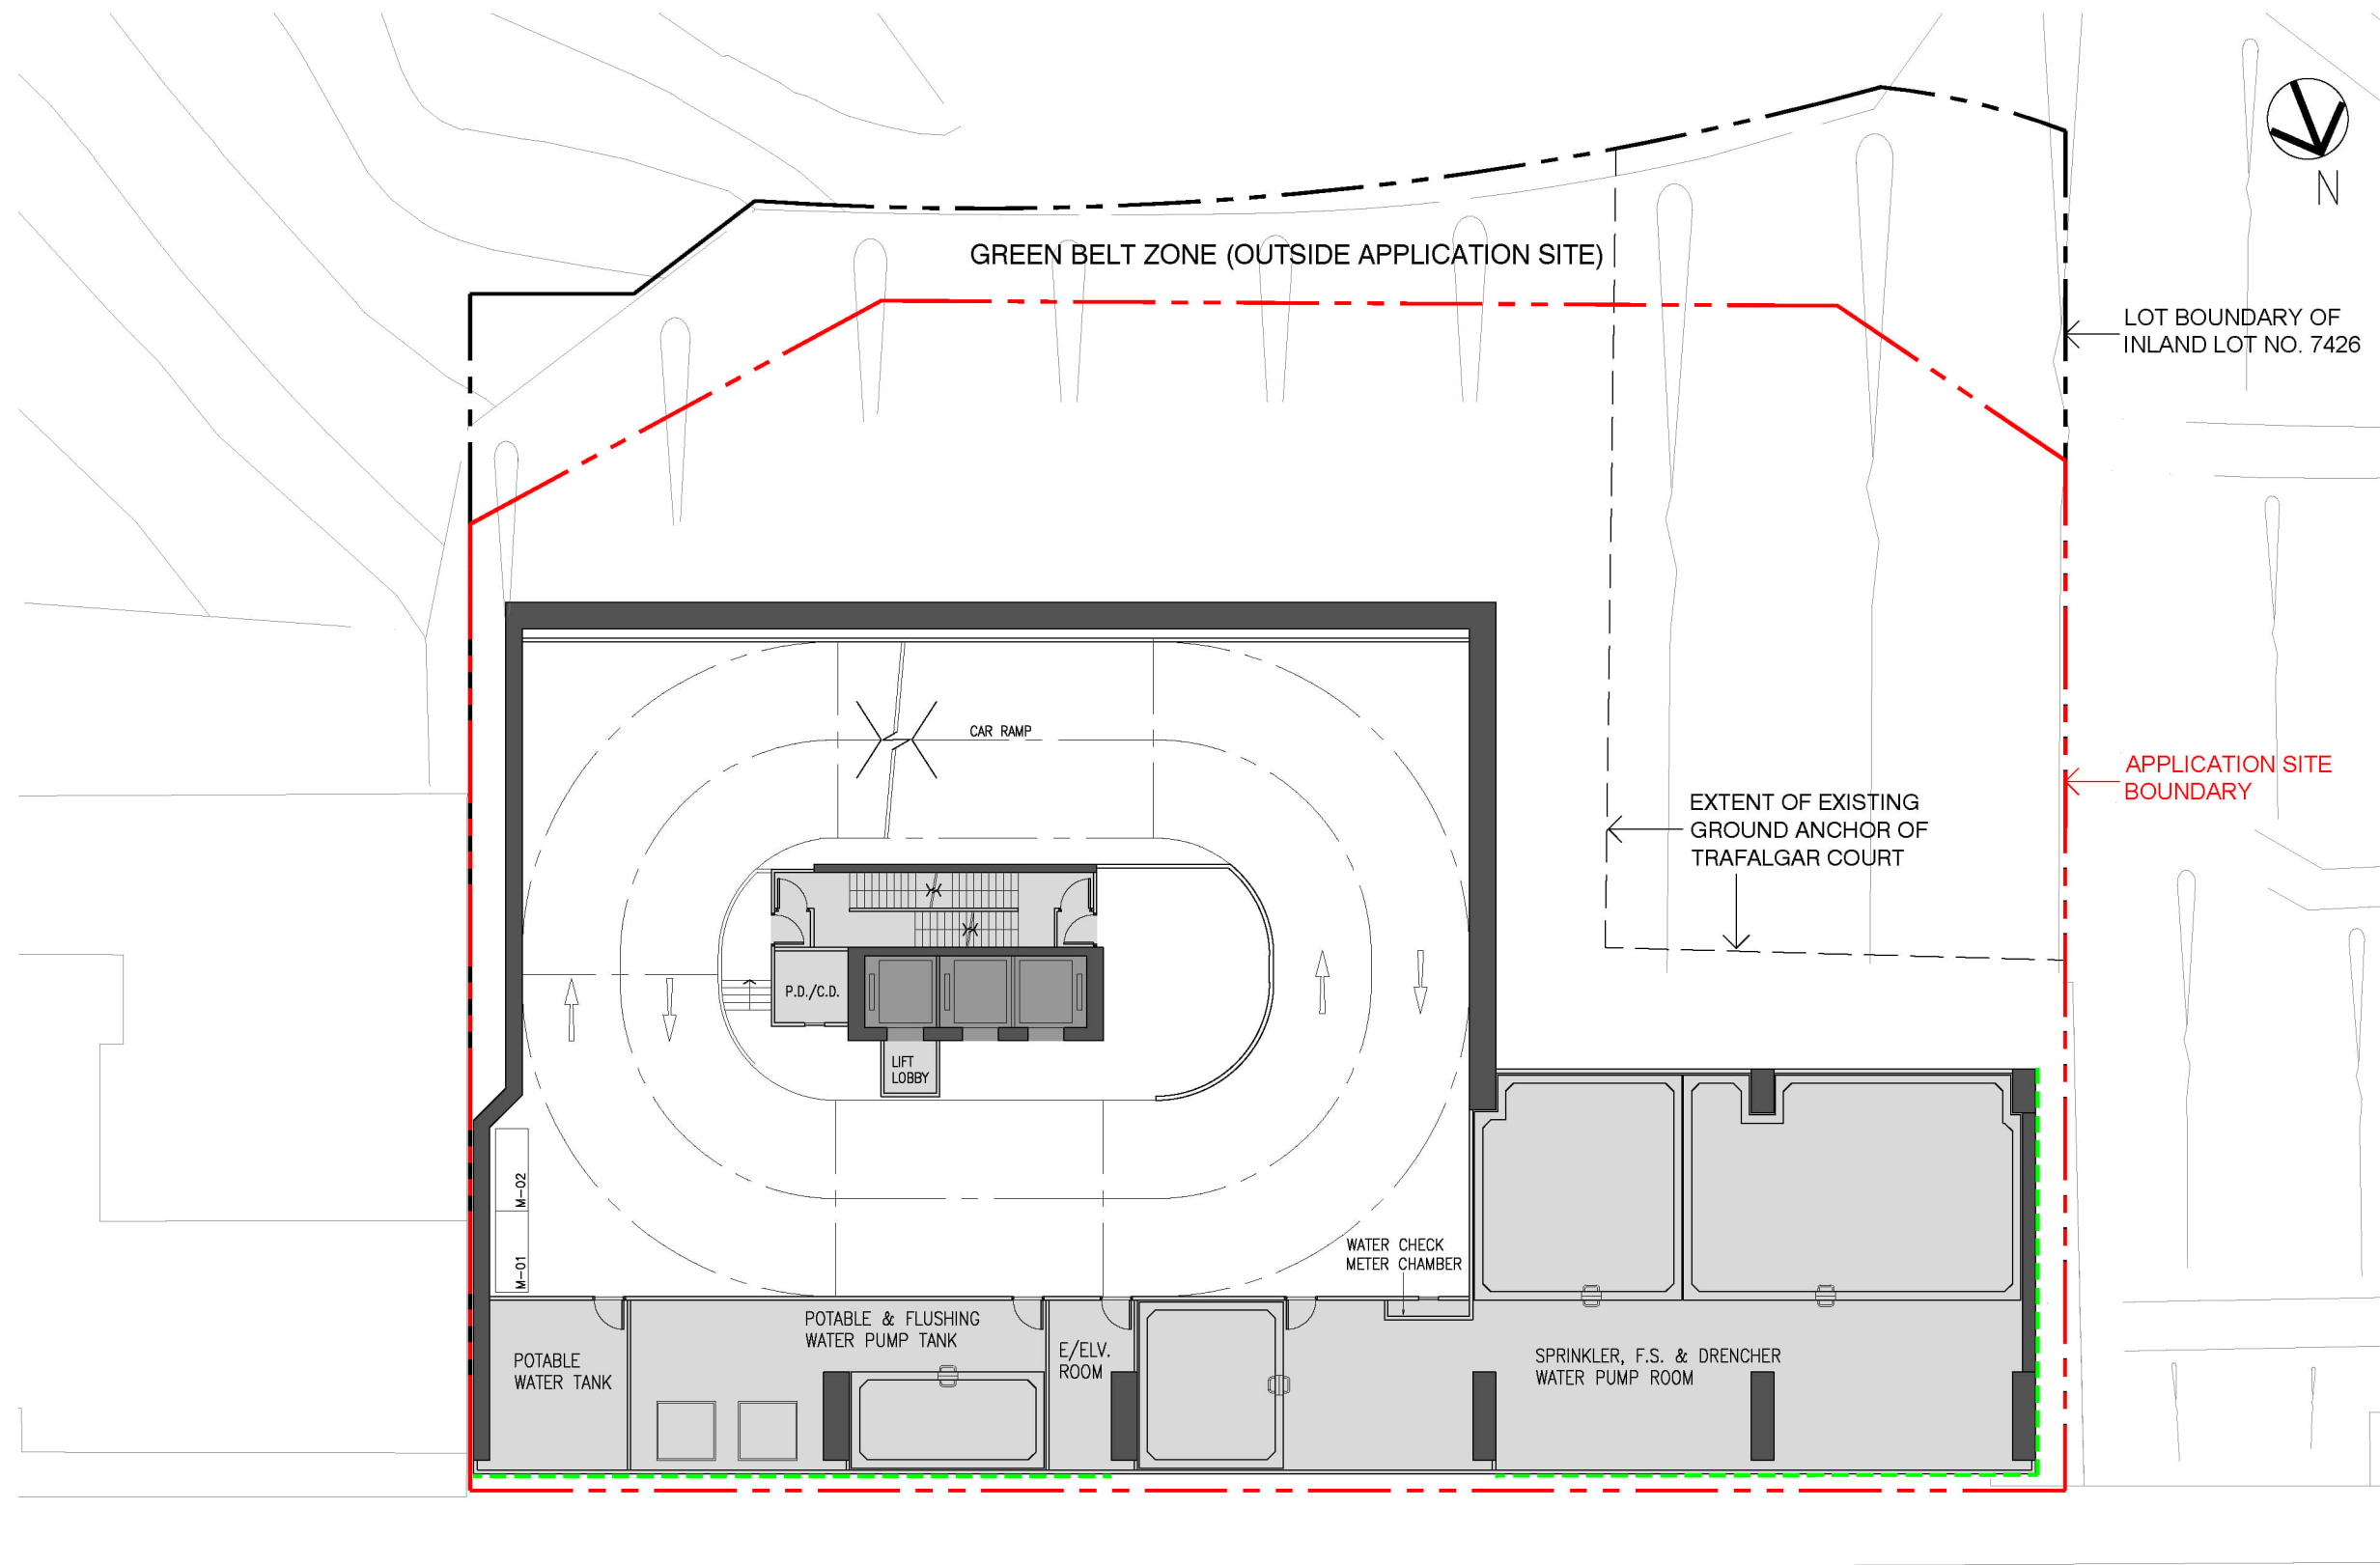 N
GREEN BELT ZONE (OUTSIDE APPLICATION SITE)
LOT BOUNDARY OF
INLAND LOT NO. 7426
CAR RAMP
APPLICATION SITE
BOUNDARY
EXTENT OF EXISTING
GROUND ANCHOR OF
TRAFALGAR COURT
P.D./C.D.
LIFT
LOBBY
M-02
M-01
WATER CHECK
METER CHAMBER
POTABLE & FLUSHING
WATER PUMP TANK
E/ELV.
ROOM
POTABLE
WATER TANK
SPRINKLER, F.S. & DRENCHER
WATER PUMP ROOM